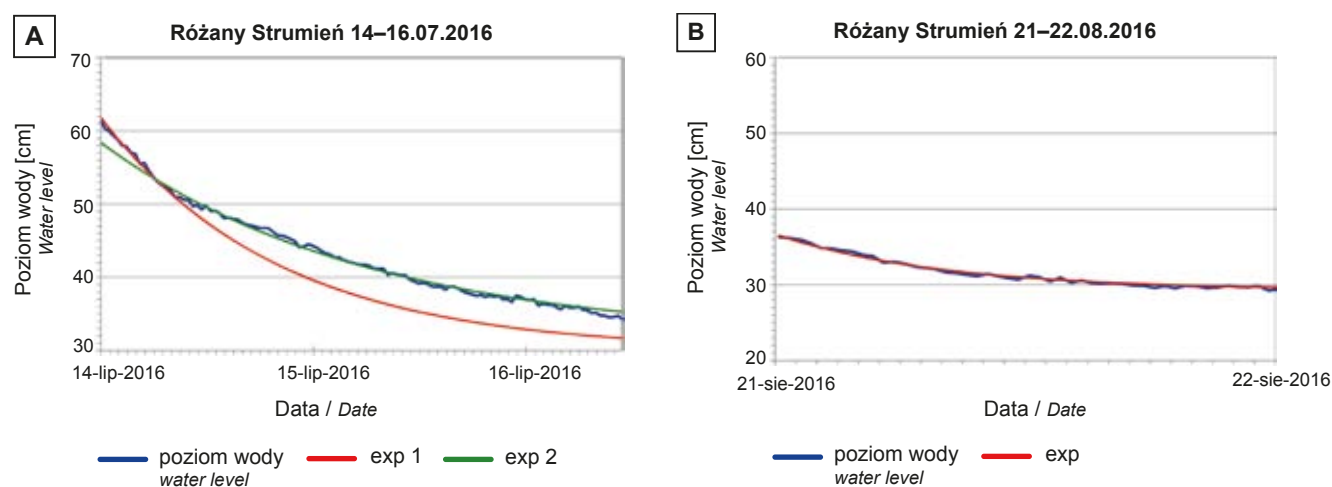 A
Różany Strumień 14–16.07.2016
Poziom wody [cm]
Water level
70
60
50
40
30
14-lip-2016
15-lip-2016
16-lip-2016
Data / Date
poziom wody
water level
exp 1
exp 2
B
Różany Strumień 21–22.08.2016
Poziom wody [cm]
Water level
60
50
40
30
20
21-sie-2016
22-sie-2016
Data / Date
poziom wody
water level
exp